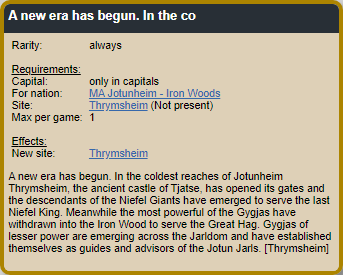 A new era has begun. In the co
Rarity: always
Requirements:
Capital: only in capitals
For nation: MA Jotunheim - Iron Woods
Site: Thrymsheim (Not present)
Max per game: 1
Effects:
New site: Thrymsheim
A new era has begun. In the coldest reaches of Jotunheim
Thrymsheim, the ancient castle of Tjatse, has opened its gates and
the descendants of the Niefel Giants have emerged to serve the last
Niefel King. Meanwhile the most powerful of the Gygjas have
withdrawn into the Iron Wood to serve the Great Hag. Gygjas of
lesser power are emerging across the Jarldom and have established
themselves as guides and advisors of the Jotun Jarls. [Thrymsheim]